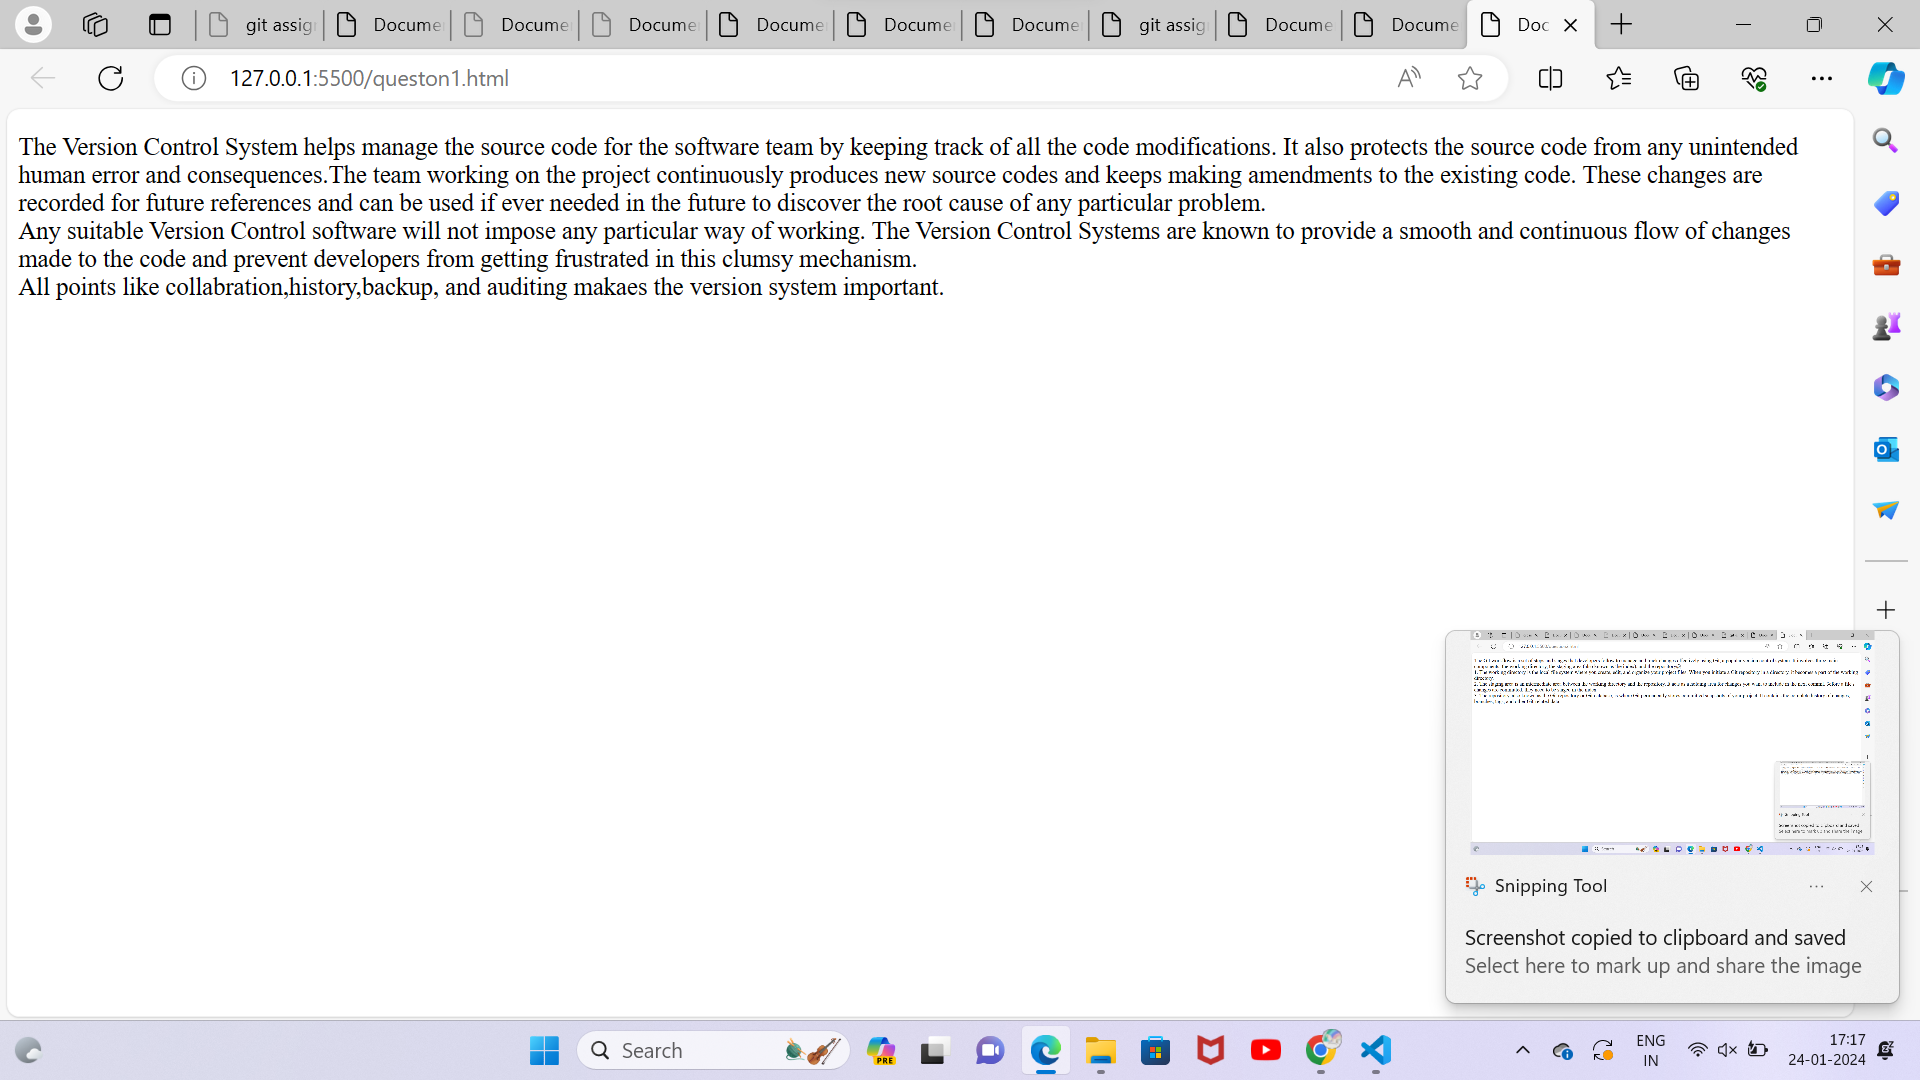 git assig
Docume
Docume
Docume
Docume
Docume
Docume
git assig
Docume
Docume
Doc
127.0.0.1:5500/queston1.html
The Version Control System helps manage the source code for the software team by keeping track of all the code modifications. It also protects the source code from any unintended
human error and consequences.The team working on the project continuously produces new source codes and keeps making amendments to the existing code. These changes are
recorded for future references and can be used if ever needed in the future to discover the root cause of any particular problem.
Any suitable Version Control software will not impose any particular way of working. The Version Control Systems are known to provide a smooth and continuous flow of changes
made to the code and prevent developers from getting frustrated in this clumsy mechanism.
All points like collabration,history,backup, and auditing makaes the version system important.
Snipping Tool
Screenshot copied to clipboard and saved
Select here to mark up and share the image
Search
PRE
ENG
IN
17:17
24-01-2024